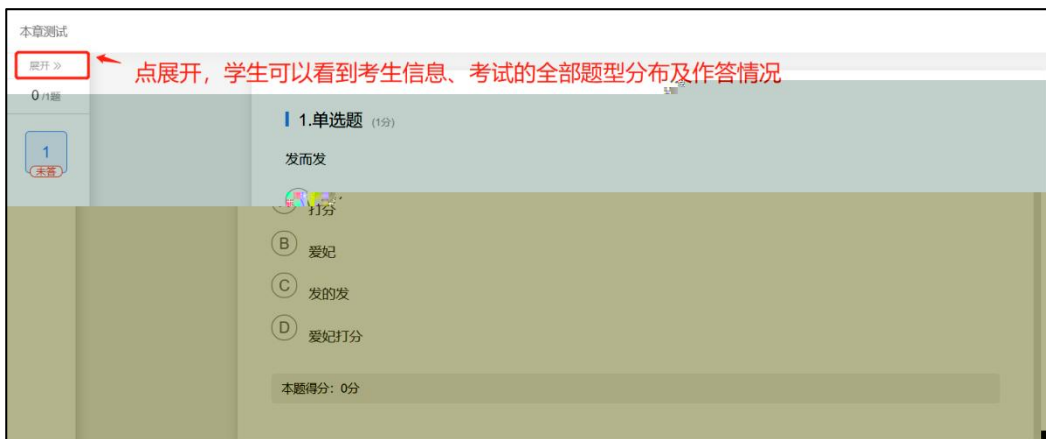 本章测试
展开 »
点展开，学生可以看到考生信息、考试的全部题型分布及作答情况
0/1题
1.单选题 (1分)
1
未答
发而发
打分
B 爱妃
C 发的发
D 爱妃打分
本题得分：0分